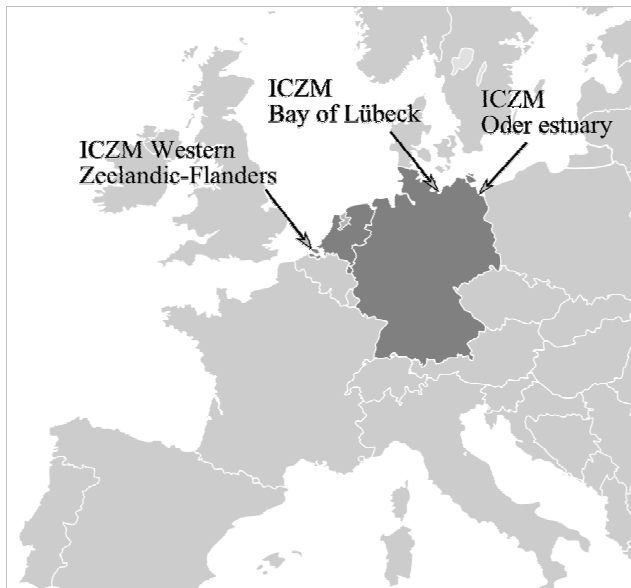 ICZM
Bay of Lübeck
ICZM
Oder estuary
ICZM Western
Zeelandic-Flanders